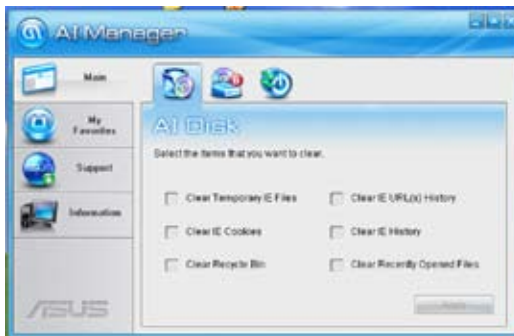 AI Manager
Main
My
Favorites
Support
Information
AI Disk
Select the items that you want to clear.
Clear Temporary IE Files
Clear IE URL(s) History
Clear IE Cookies
Clear IE History
Clear Recycle Bin
Clear Recently Opened Files
Apply
ASUS